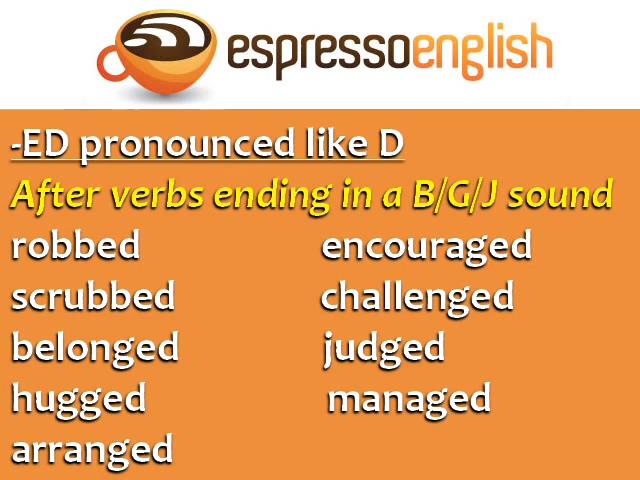 espressoenglish
-ED pronounced like D
After verbs ending in a B/G/J sound
robbed encouraged
scrubbed challenged
belonged judged
hugged managed
arranged